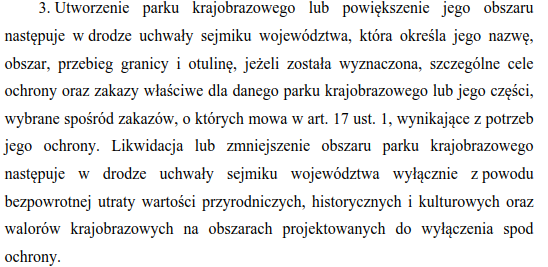 3. Utworzenie parku krajobrazowego lub powiększenie jego obszaru
następuje w drodze uchwały sejmiku województwa, która określa jego nazwę,
obszar, przebieg granicy i otulinę, jeżeli została wyznaczona, szczególne cele
ochrony oraz zakazy właściwe dla danego parku krajobrazowego lub jego części,
wybrane spośród zakazów, o których mowa w art. 17 ust. 1, wynikające z potrzeb
jego ochrony. Likwidacja lub zmniejszenie obszaru parku krajobrazowego
następuje w drodze uchwały sejmiku województwa wyłącznie z powodu
bezpowrotnej utraty wartości przyrodniczych, historycznych i kulturowych oraz
walorów krajobrazowych na obszarach projektowanych do wyłączenia spod
ochrony.